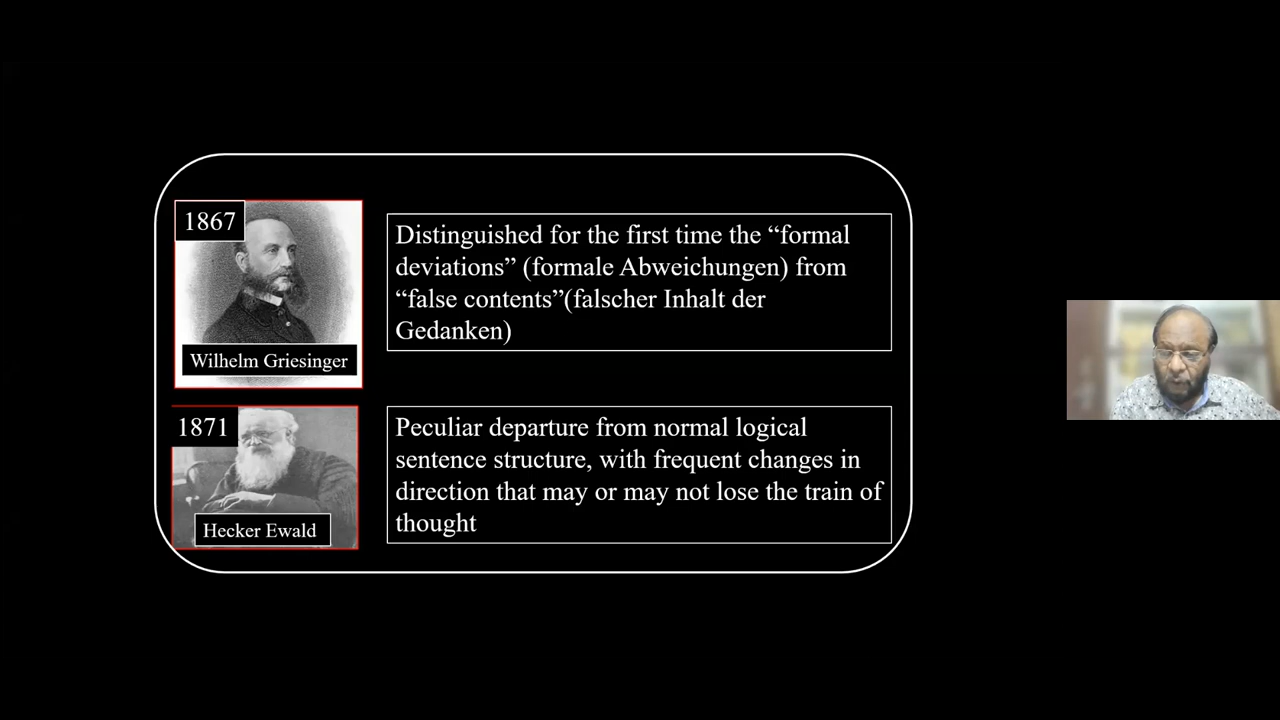 1867
Wilhelm Griesinger
Distinguished for the first time the “formal
deviations” (formale Abweichungen) from
“false contents”(falscher Inhalt der
Gedanken)
1871
Hecker Ewald
Peculiar departure from normal logical
sentence structure, with frequent changes in
direction that may or may not lose the train of
thought